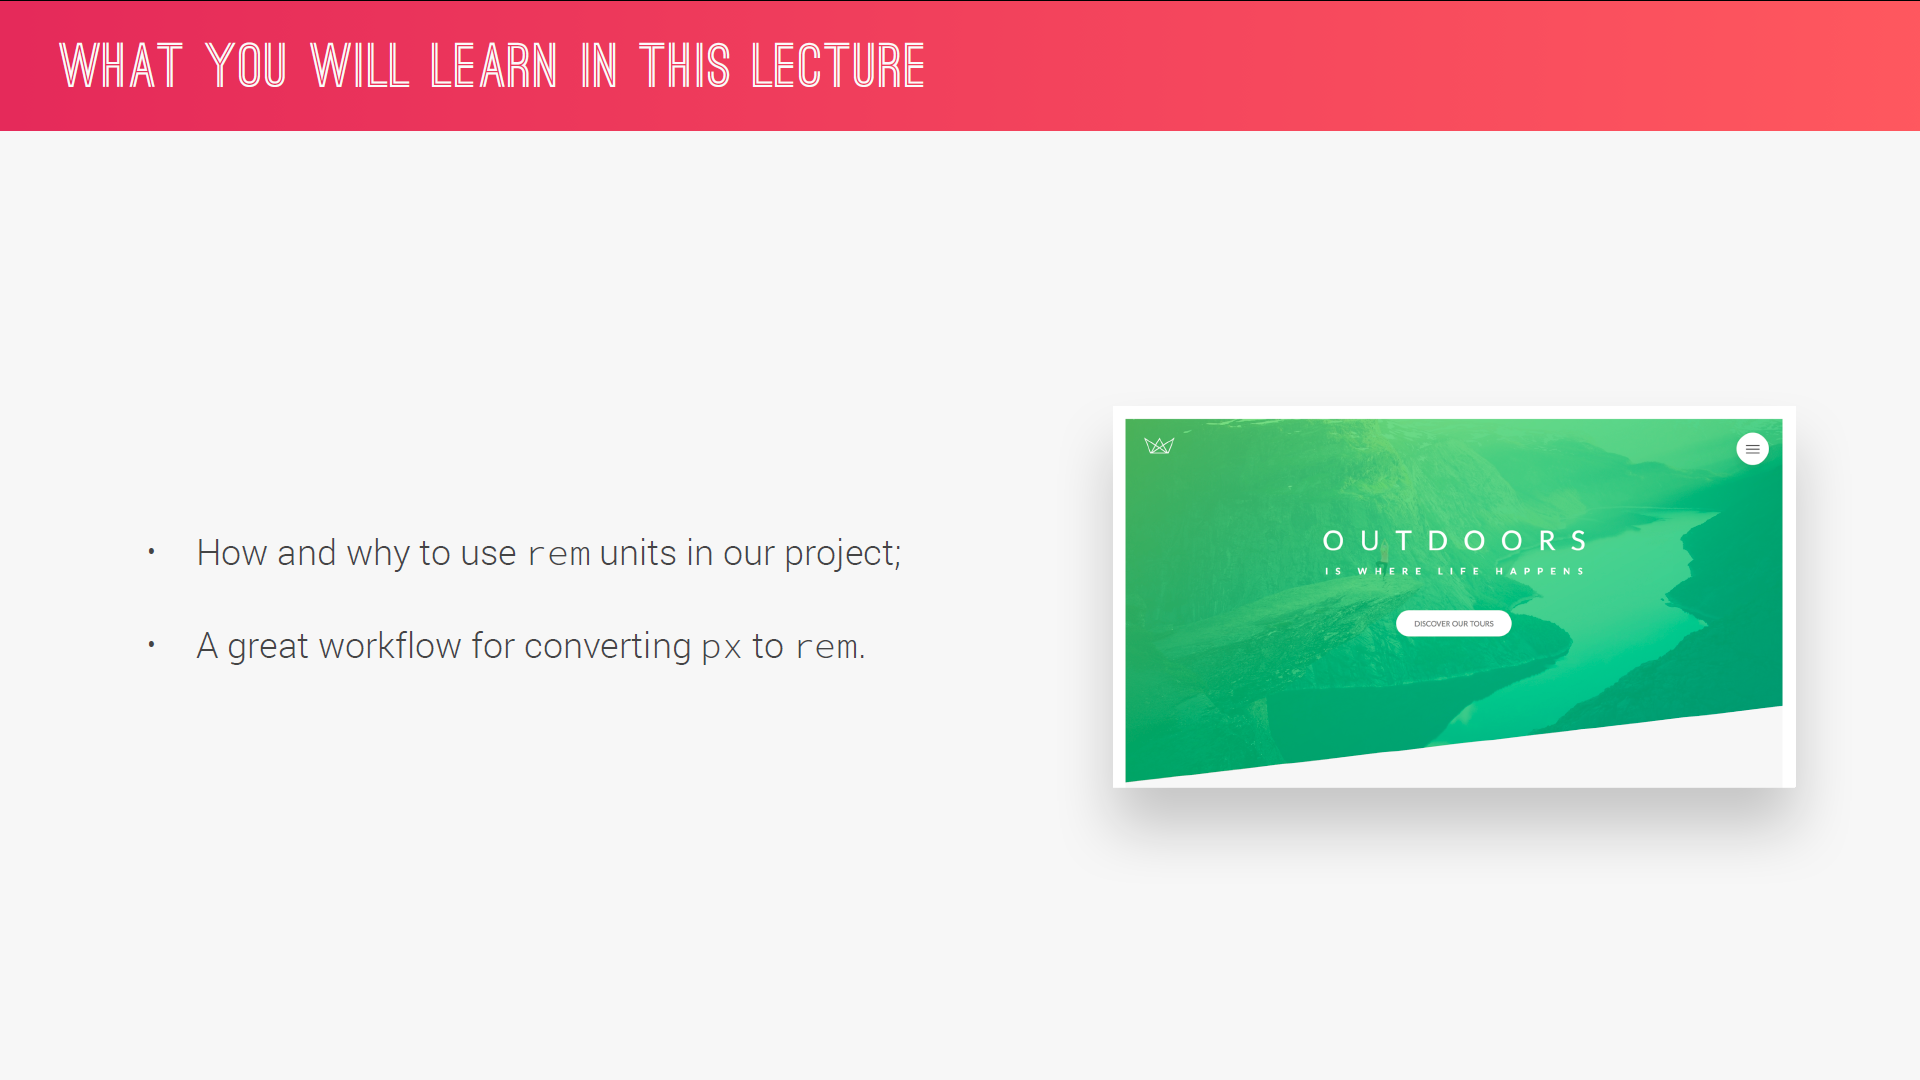 WHAT YOU WILL LEARN IN THIS LECTURE
• How and why to use rem units in our project;
• A great workflow for converting px to rem.
OUTDOORS
IS WHERE LIFE HAPPENS
DISCOVER OUR TOURS